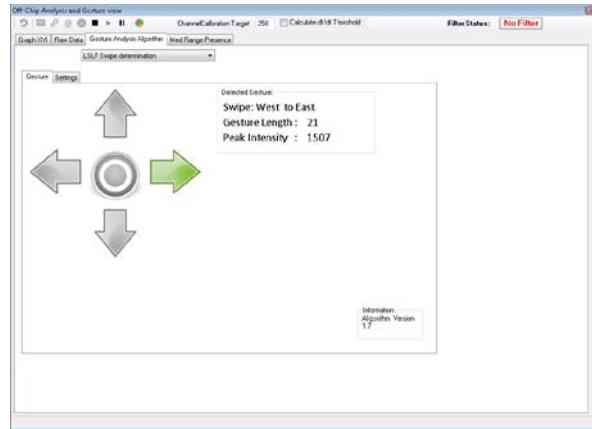 Off-Chip Analysis and Gesture view
ChannelCalibration Target 250 Calculate dI/dt Threshold Filter Status: No Filter
Graph XYI Raw Data Gesture Analysis Algorithm Med Range Presence
LSLF Swipe determination
Gesture Settings
Detected Gesture:
Swipe: West to East
Gesture Length : 21
Peak Intensity : 1507
Information
Algorithm Version
1.7